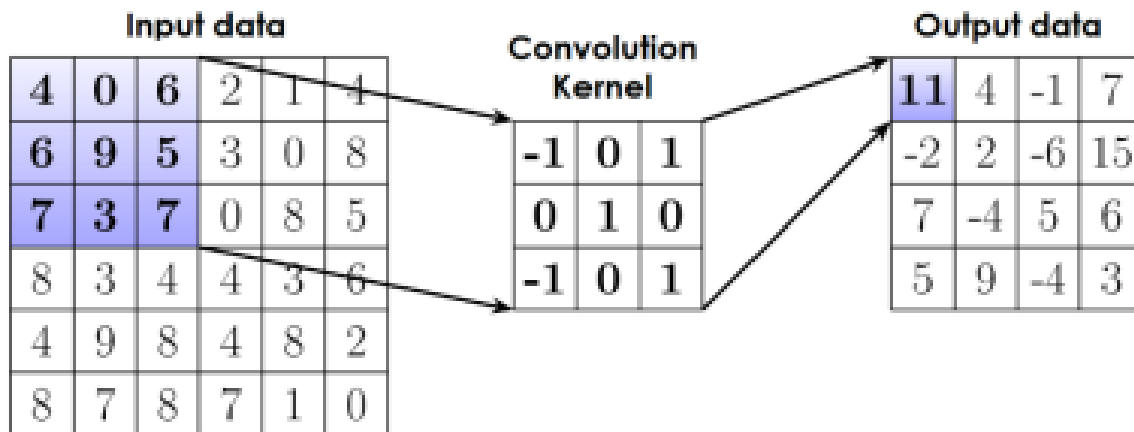 Input data
Convolution
Kernel
Output data
4 0 6 2 1 4
6 9 5 3 0 8
7 3 7 0 8 5
8 3 4 4 3 6
4 9 8 4 8 2
8 7 8 7 1 0
-1 0 1
0 1 0
-1 0 1
11 4 -1 7
-2 2 -6 15
7 -4 5 6
5 9 -4 3